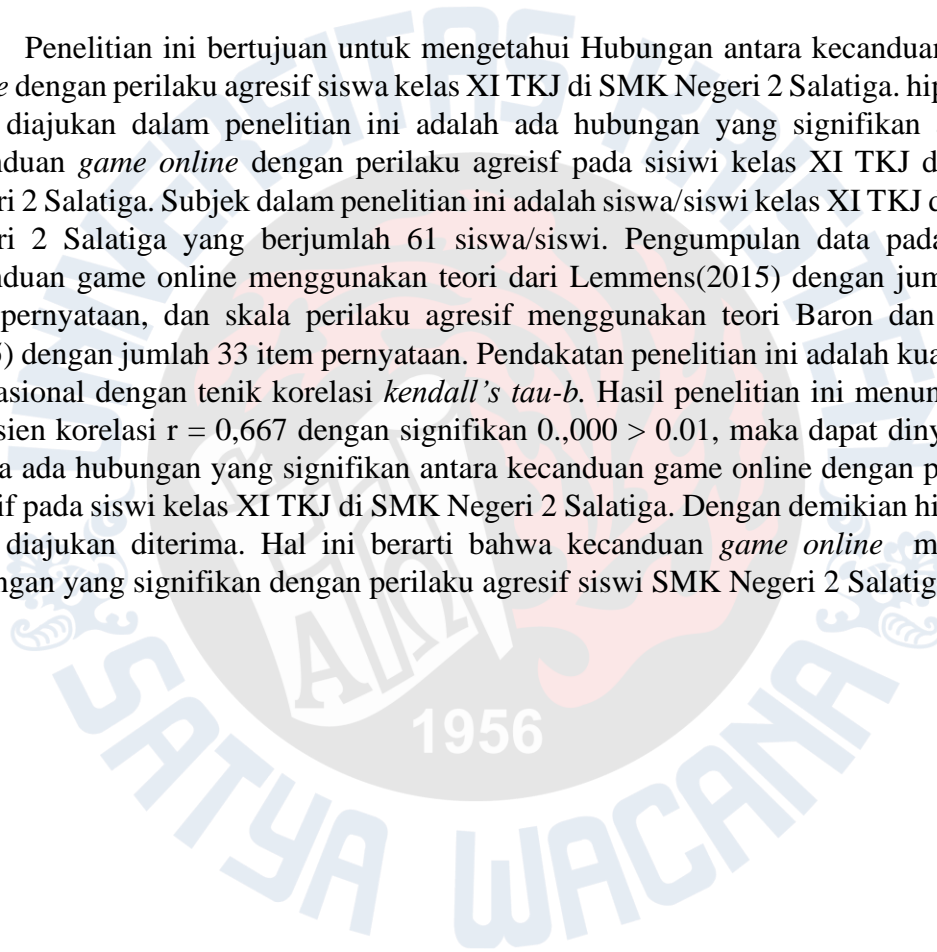 Penelitian ini bertujuan untuk mengetahui Hubungan antara kecanduan
e dengan perilaku agresif siswa kelas XI TKJ di SMK Negeri 2 Salatiga. hip
diajukan dalam penelitian ini adalah ada hubungan yang signifikan
nduan game online dengan perilaku agreisf pada sisiwi kelas XI TKJ d
ri 2 Salatiga. Subjek dalam penelitian ini adalah siswa/siswi kelas XI TKJ d
ri 2 Salatiga yang berjumlah 61 siswa/siswi. Pengumpulan data pada
nduan game online menggunakan teori dari Lemmens(2015) dengan jum
pernyataan, dan skala perilaku agresif menggunakan teori Baron dan
) dengan jumlah 33 item pernyataan. Pendakatan penelitian ini adalah kua
asional dengan tenik korelasi kendall's tau-b. Hasil penelitian ini menun
sien korelasi r = 0,667 dengan signifikan 0.,000 > 0.01, maka dapat diny
a ada hubungan yang signifikan antara kecanduan game online dengan p
if pada siswi kelas XI TKJ di SMK Negeri 2 Salatiga. Dengan demikian hi
diajukan diterima. Hal ini berarti bahwa kecanduan game online m
ngan yang signifikan dengan perilaku agresif siswi SMK Negeri 2 Salatig
UNIVERSITAS KRISTEN
1956
SATYA WACANA